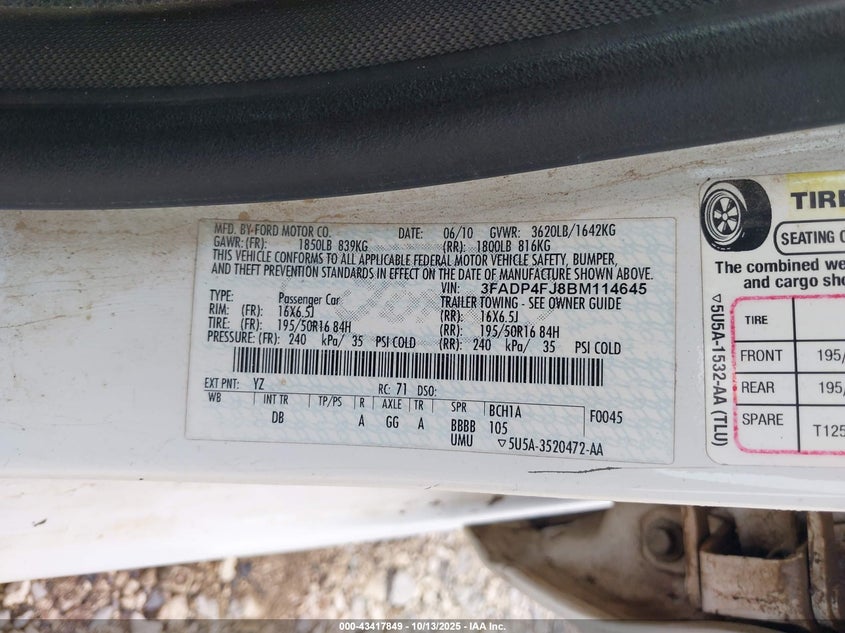 MFD. BY-FORD MOTOR CO. DATE: 06/10 GVWR: 3620LB/1642KG
GAWR: (FR): 1850LB 839KG (RR): 1800LB 816KG
THIS VEHICLE CONFORMS TO ALL APPLICABLE FEDERAL MOTOR VEHICLE SAFETY, BUMPER,
AND THEFT PREVENTION STANDARDS IN EFFECT ON THE DATE OF MANUFACTURE SHOWN ABOVE.
VIN: 3FADP4FJ8BM114645
TYPE: Passenger Car TRAILER TOWING - SEE OWNER GUIDE
RIM: (FR): 16X6.5J (RR): 16X6.5J
TIRE: (FR): 195/50R16 84H (RR): 195/50R16 84H
PRESSURE: (FR): 240 kPa/ 35 PSI COLD (RR): 240 kPa/ 35 PSI COLD
EXT PNT: YZ RC: 71 DSO:
WB INT TR TP/PS R AXLE TR SPR BCH1A F0045
DB A GG A BBBB 105
UMU ▽5U5A-3520472-AA
▽5U5A-1532-AA (TLU)
TIRE
SEATING
The combined
and cargo
TIRE
FRONT 195/
REAR 195/
SPARE T125
000-43417849 - 10/13/2025 - IAA Inc.